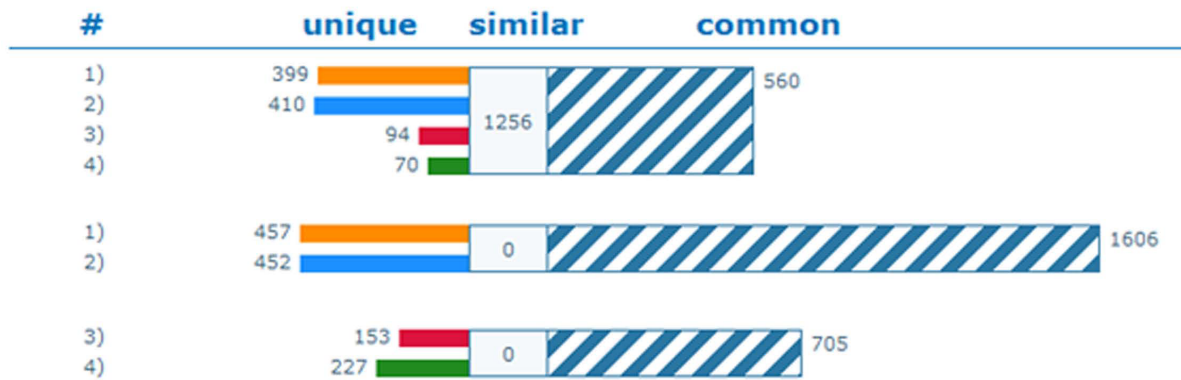 # unique similar common
1) 399 560
2) 410
1256
3) 94
4) 70
1) 457 1606
0
2) 452
3) 153 705
0
4) 227